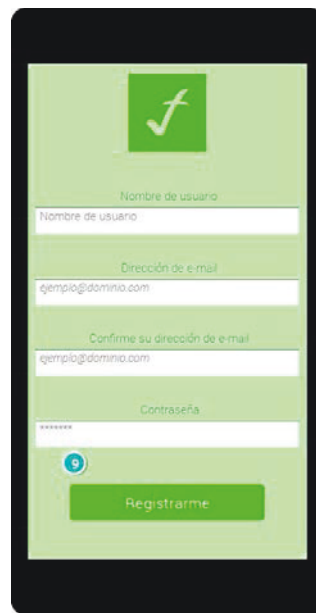 Nombre de usuario
Nombre de usuario
Dirección de e-mail
ejemplo@dominio.com
Confirme su dirección de e-mail
ejemplo@dominio.com
Contraseña
*******
9
Registrarme